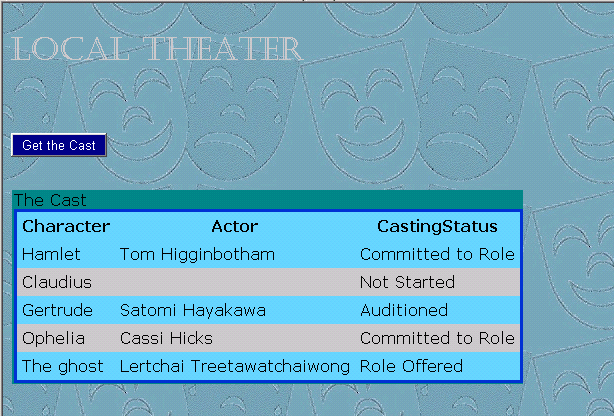 LOCAL THEATER
Get the Cast
The Cast
Character Actor CastingStatus
Hamlet Tom Higginbotham Committed to Role
Claudius Not Started
Gertrude Satomi Hayakawa Auditioned
Ophelia Cassi Hicks Committed to Role
The ghost Lertchai Treetawatchaiwong Role Offered